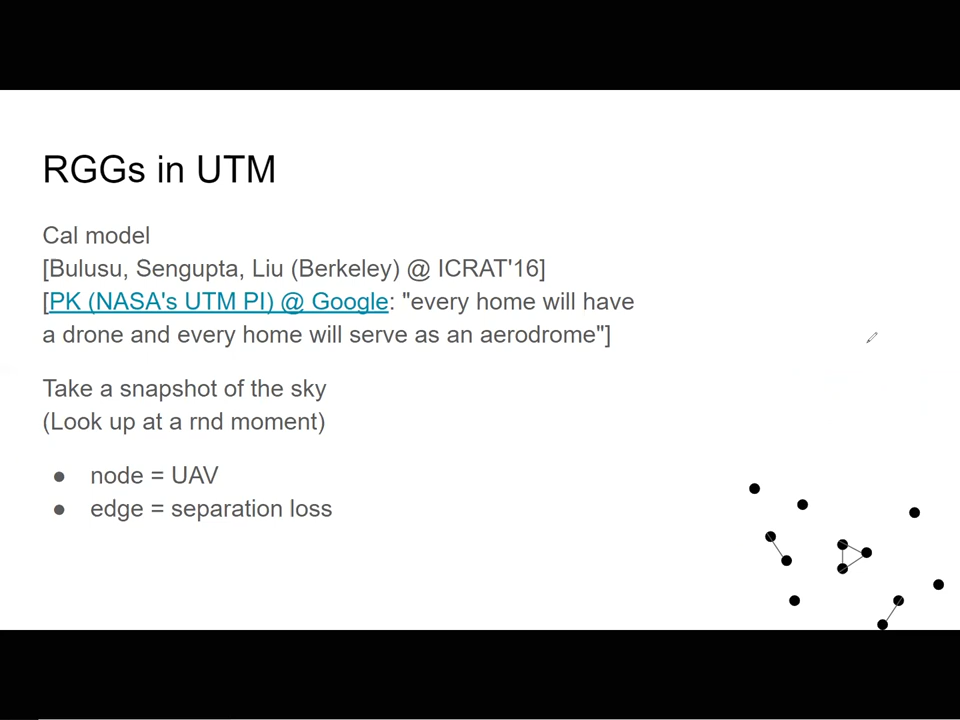 RGGs in UTM
Cal model
[Bulusu, Sengupta, Liu (Berkeley) @ ICRAT'16]
[PK (NASA's UTM PI) @ Google: "every home will have
a drone and every home will serve as an aerodrome"]
Take a snapshot of the sky
(Look up at a rnd moment)
● node = UAV
● edge = separation loss